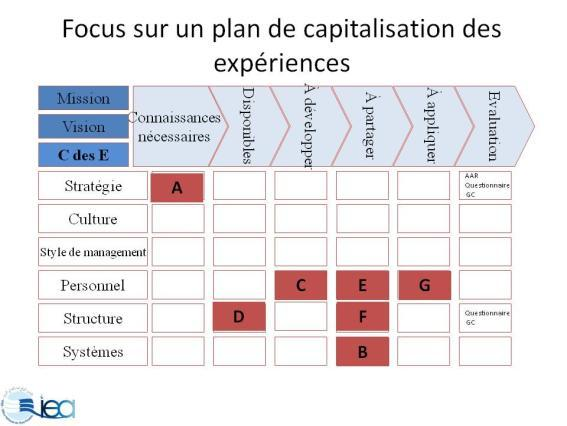 Focus sur un plan de capitalisation des
expériences
Mission
Vision
C des E
Connaissances
nécessaires
Disponibles
À développer
À partager
À appliquer
Evaluation
Stratégie
A
AAR
Questionnaire
GC
Culture
Style de management
Personnel
C
E
G
Structure
D
F
Questionnaire
GC
Systèmes
B
iea